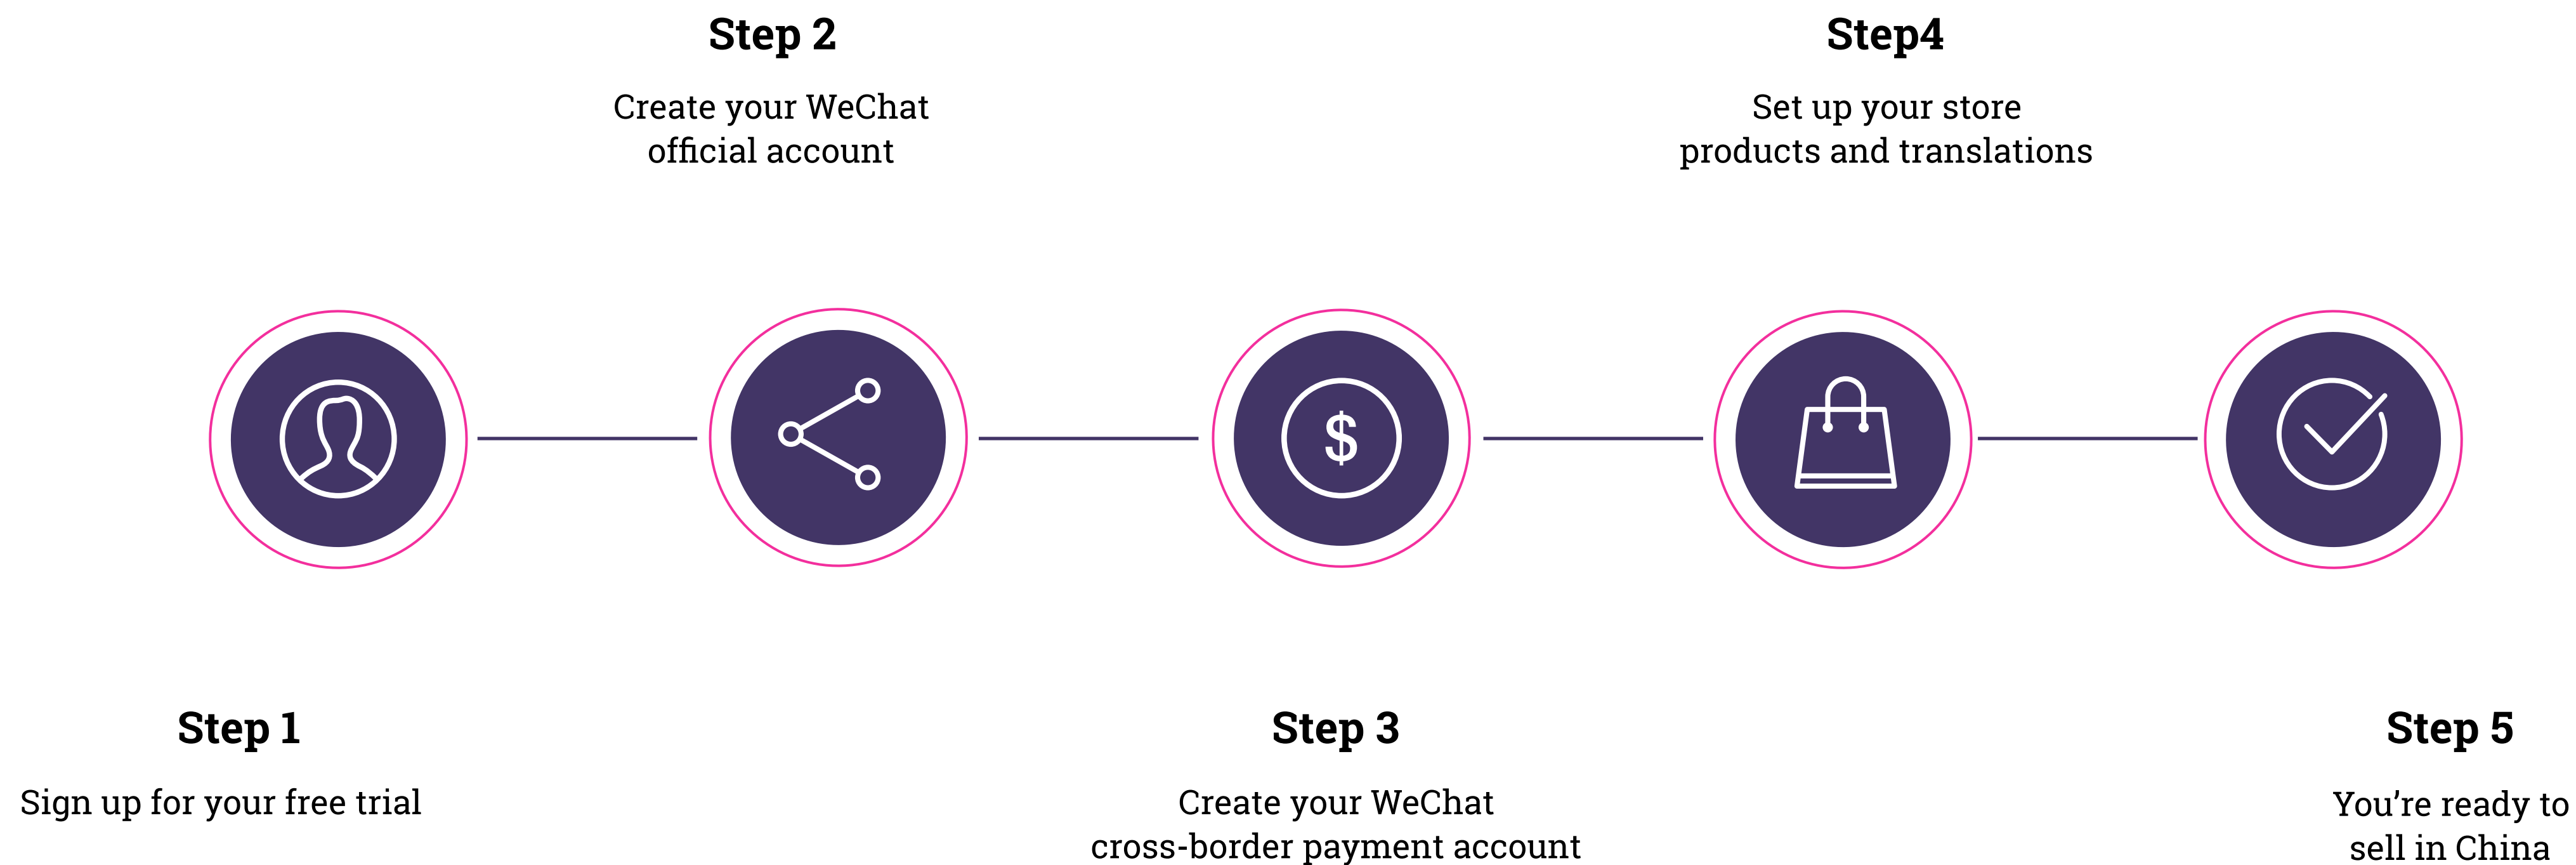 Step 1
Sign up for your free trial
Step 2
Create your WeChat
official account
Step 3
Create your WeChat
cross-border payment account
Step4
Set up your store
products and translations
Step 5
You’re ready to
sell in China
$